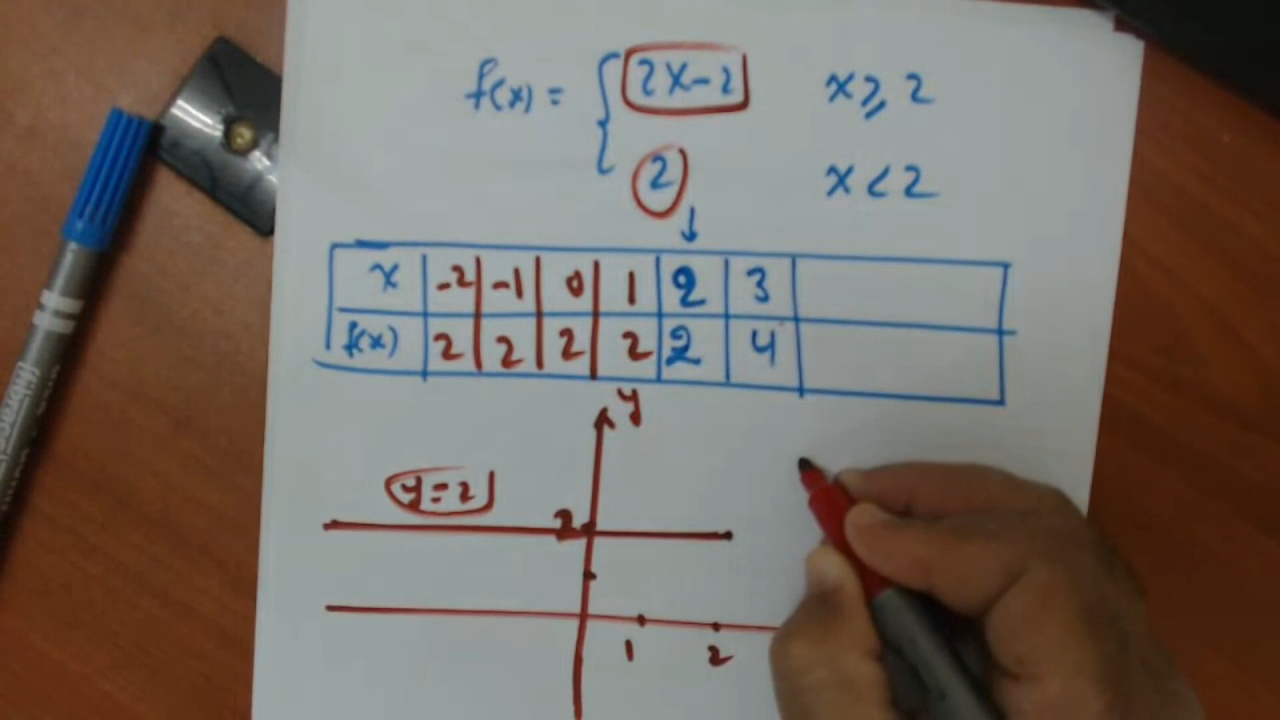 f(x) = { 2x-2 x ≥ 2
2 x < 2
↓
x -2 -1 0 1 2 3
f(x) 2 2 2 2 2 4
y
y=2
2
1 2